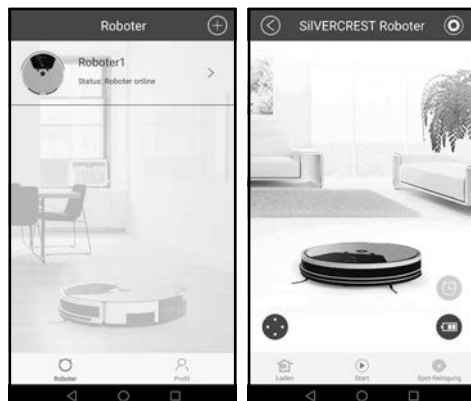 Roboter
Roboter1
Status: Roboter online
Roboter
Profil
SilVERCREST Roboter
Laden
Start
Spot-Reinigung